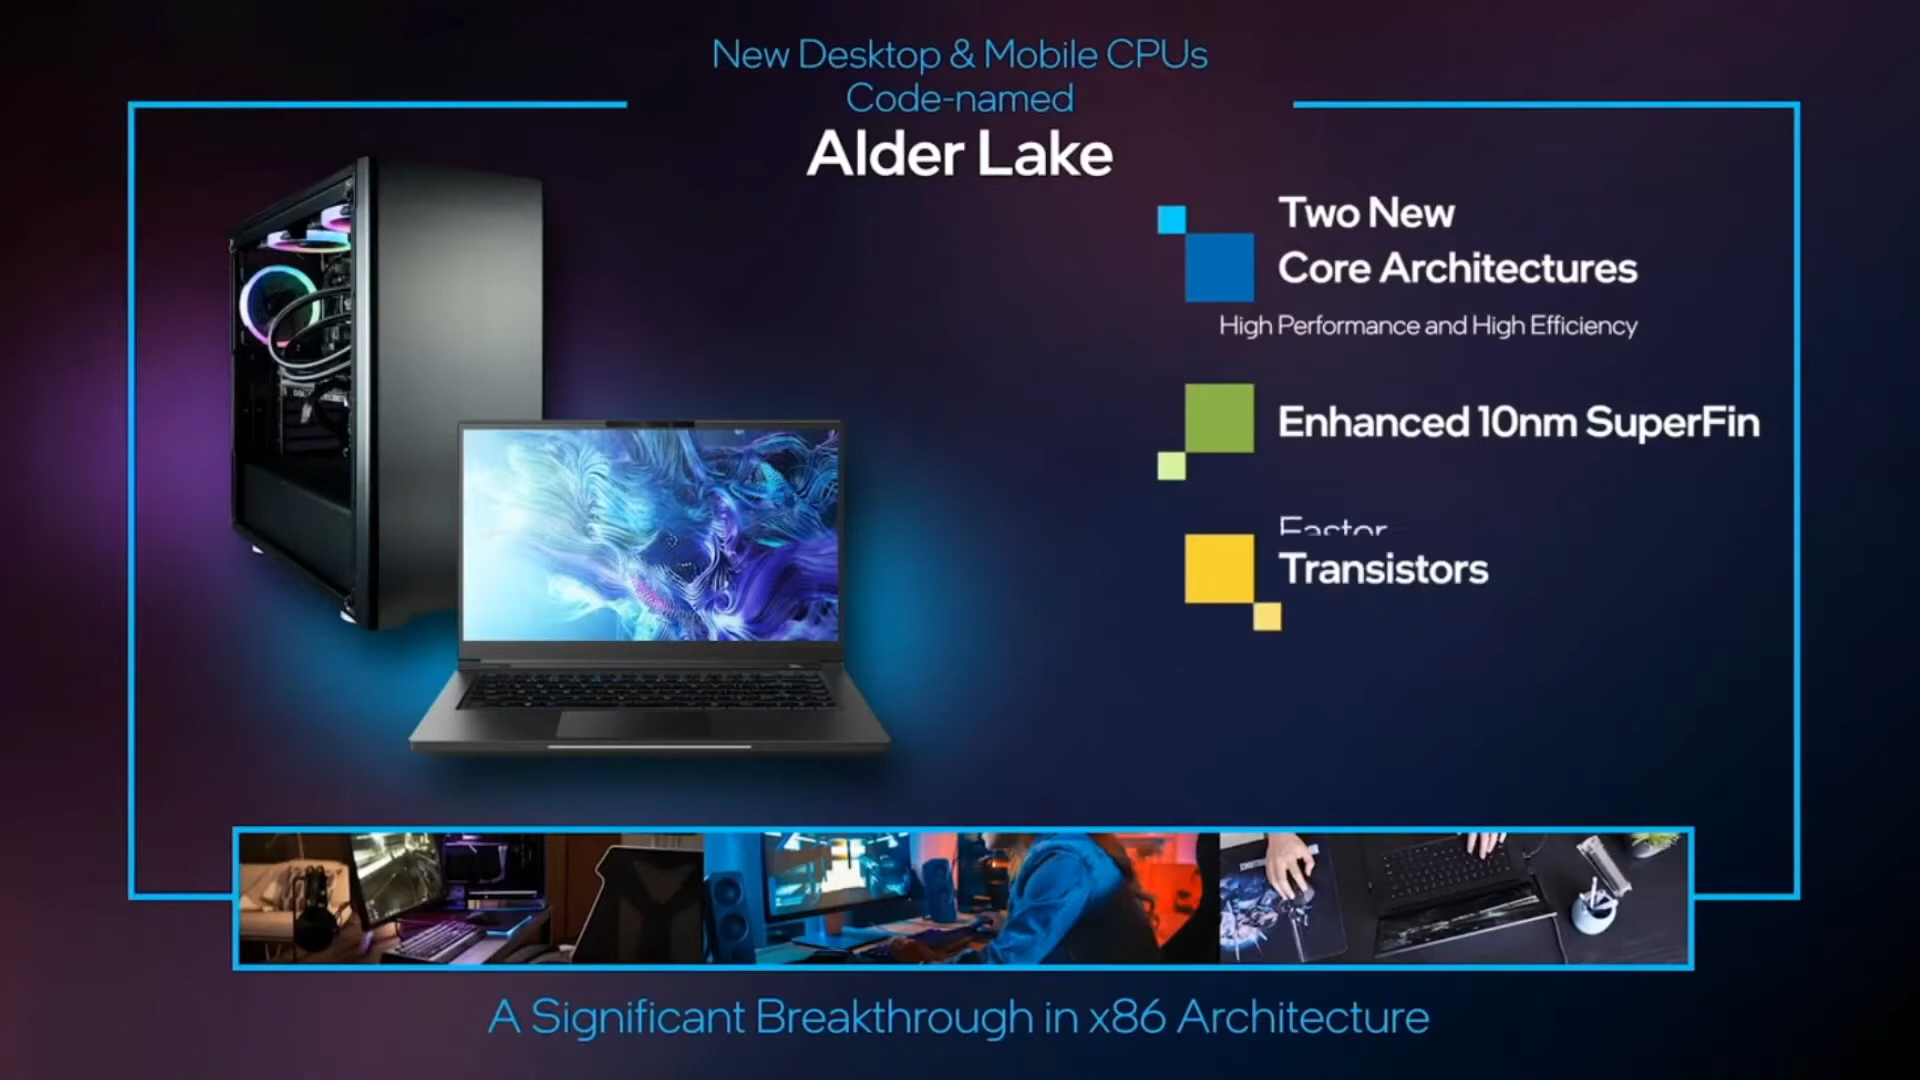 New Desktop & Mobile CPUs
Code-named
Alder Lake
Two New
Core Architectures
High Performance and High Efficiency
Enhanced 10nm SuperFin
Faster
Transistors
A Significant Breakthrough in x86 Architecture